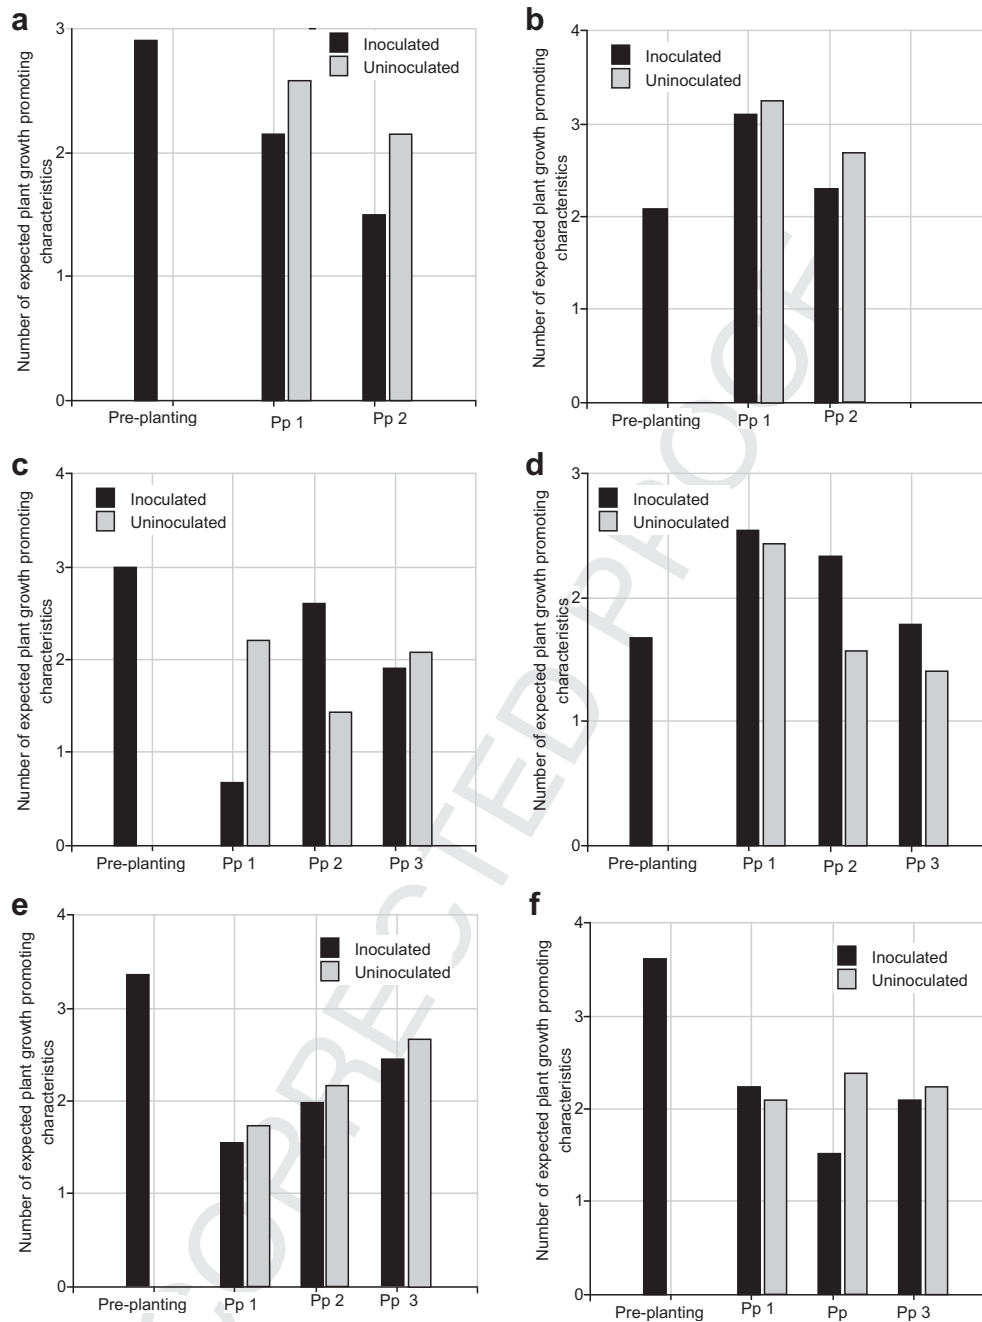 a
Number of expected plant growth promoting
characteristics
3
2
1
0
Inoculated
Uninoculated
Pre-planting
Pp 1
Pp 2
b
Number of expected plant growth promoting
characteristics
4
3
2
1
0
Inoculated
Uninoculated
Pre-planting
Pp 1
Pp 2
c
Number of expected plant growth promoting
characteristics
4
3
2
1
0
Inoculated
Uninoculated
Pre-planting
Pp 1
Pp 2
Pp 3
d
Number of expected plant growth promoting
characteristics
3
2
1
0
Inoculated
Uninoculated
Pre-planting
Pp 1
Pp 2
Pp 3
e
Number of expected plant growth promoting
characteristics
4
3
2
1
0
Inoculated
Uninoculated
Pre-planting
Pp 1
Pp 2
Pp 3
f
Number of expected plant growth promoting
characteristics
4
3
2
1
0
Inoculated
Uninoculated
Pre-planting
Pp 1
Pp
Pp 3